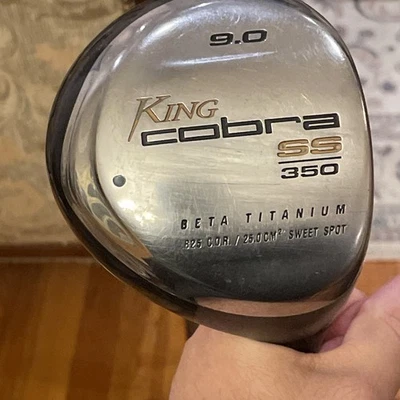 9.0
KING
cobra
SS
350
BETA TITANIUM
.825 C.O.R. / 25.0CM² SWEET SPOT